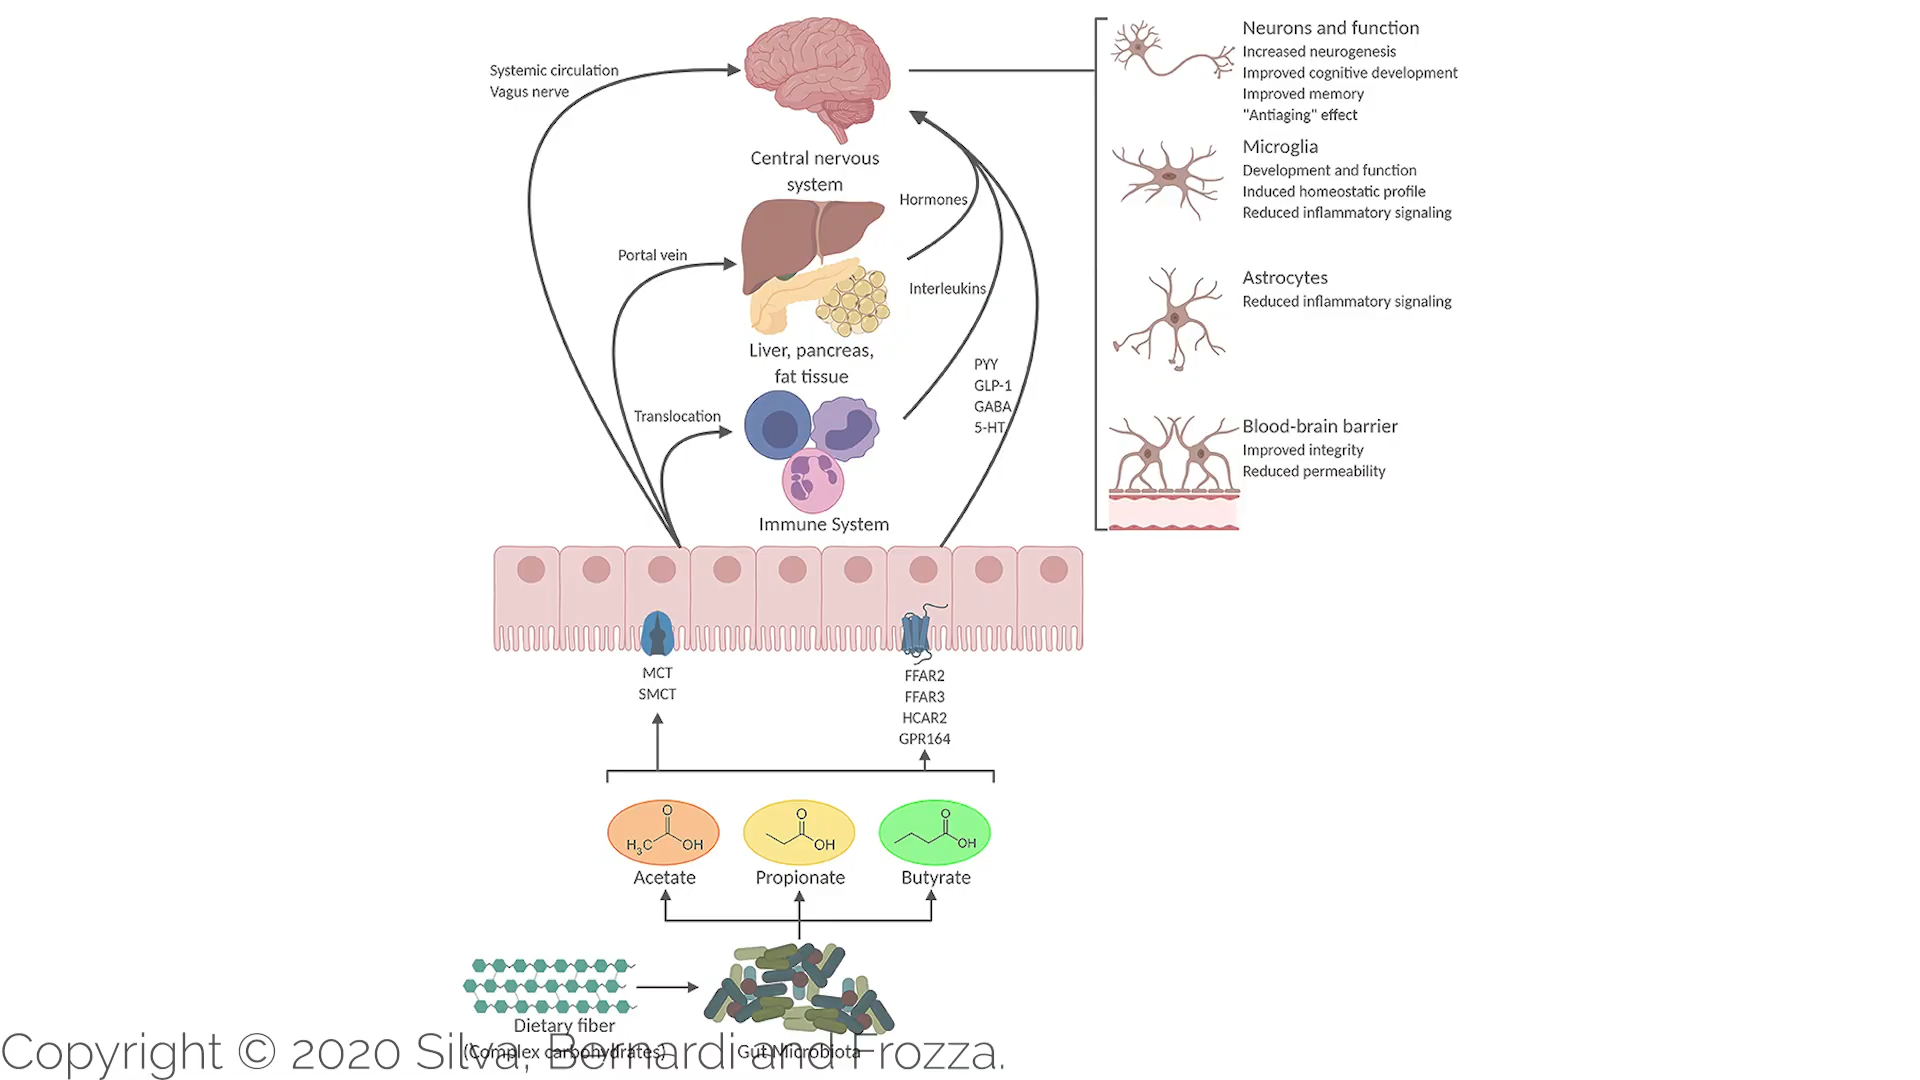 Systemic circulation
Vagus nerve
Central nervous
system
Hormones
Portal vein
Interleukins
Liver, pancreas,
fat tissue
PYY
GLP-1
GABA
5-HT
Translocation
Immune System
Neurons and function
Increased neurogenesis
Improved cognitive development
Improved memory
"Antiaging" effect
Microglia
Development and function
Induced homeostatic profile
Reduced inflammatory signaling
Astrocytes
Reduced inflammatory signaling
Blood-brain barrier
Improved integrity
Reduced permeability
MCT
SMCT
FFAR2
FFAR3
HCAR2
GPR164
O
H3C
OH
O
OH
O
OH
Acetate
Propionate
Butyrate
Dietary fiber
(Complex carbohydrates)
Gut Microbiota
Copyright © 2020 Silva, Bernardi and Frozza.